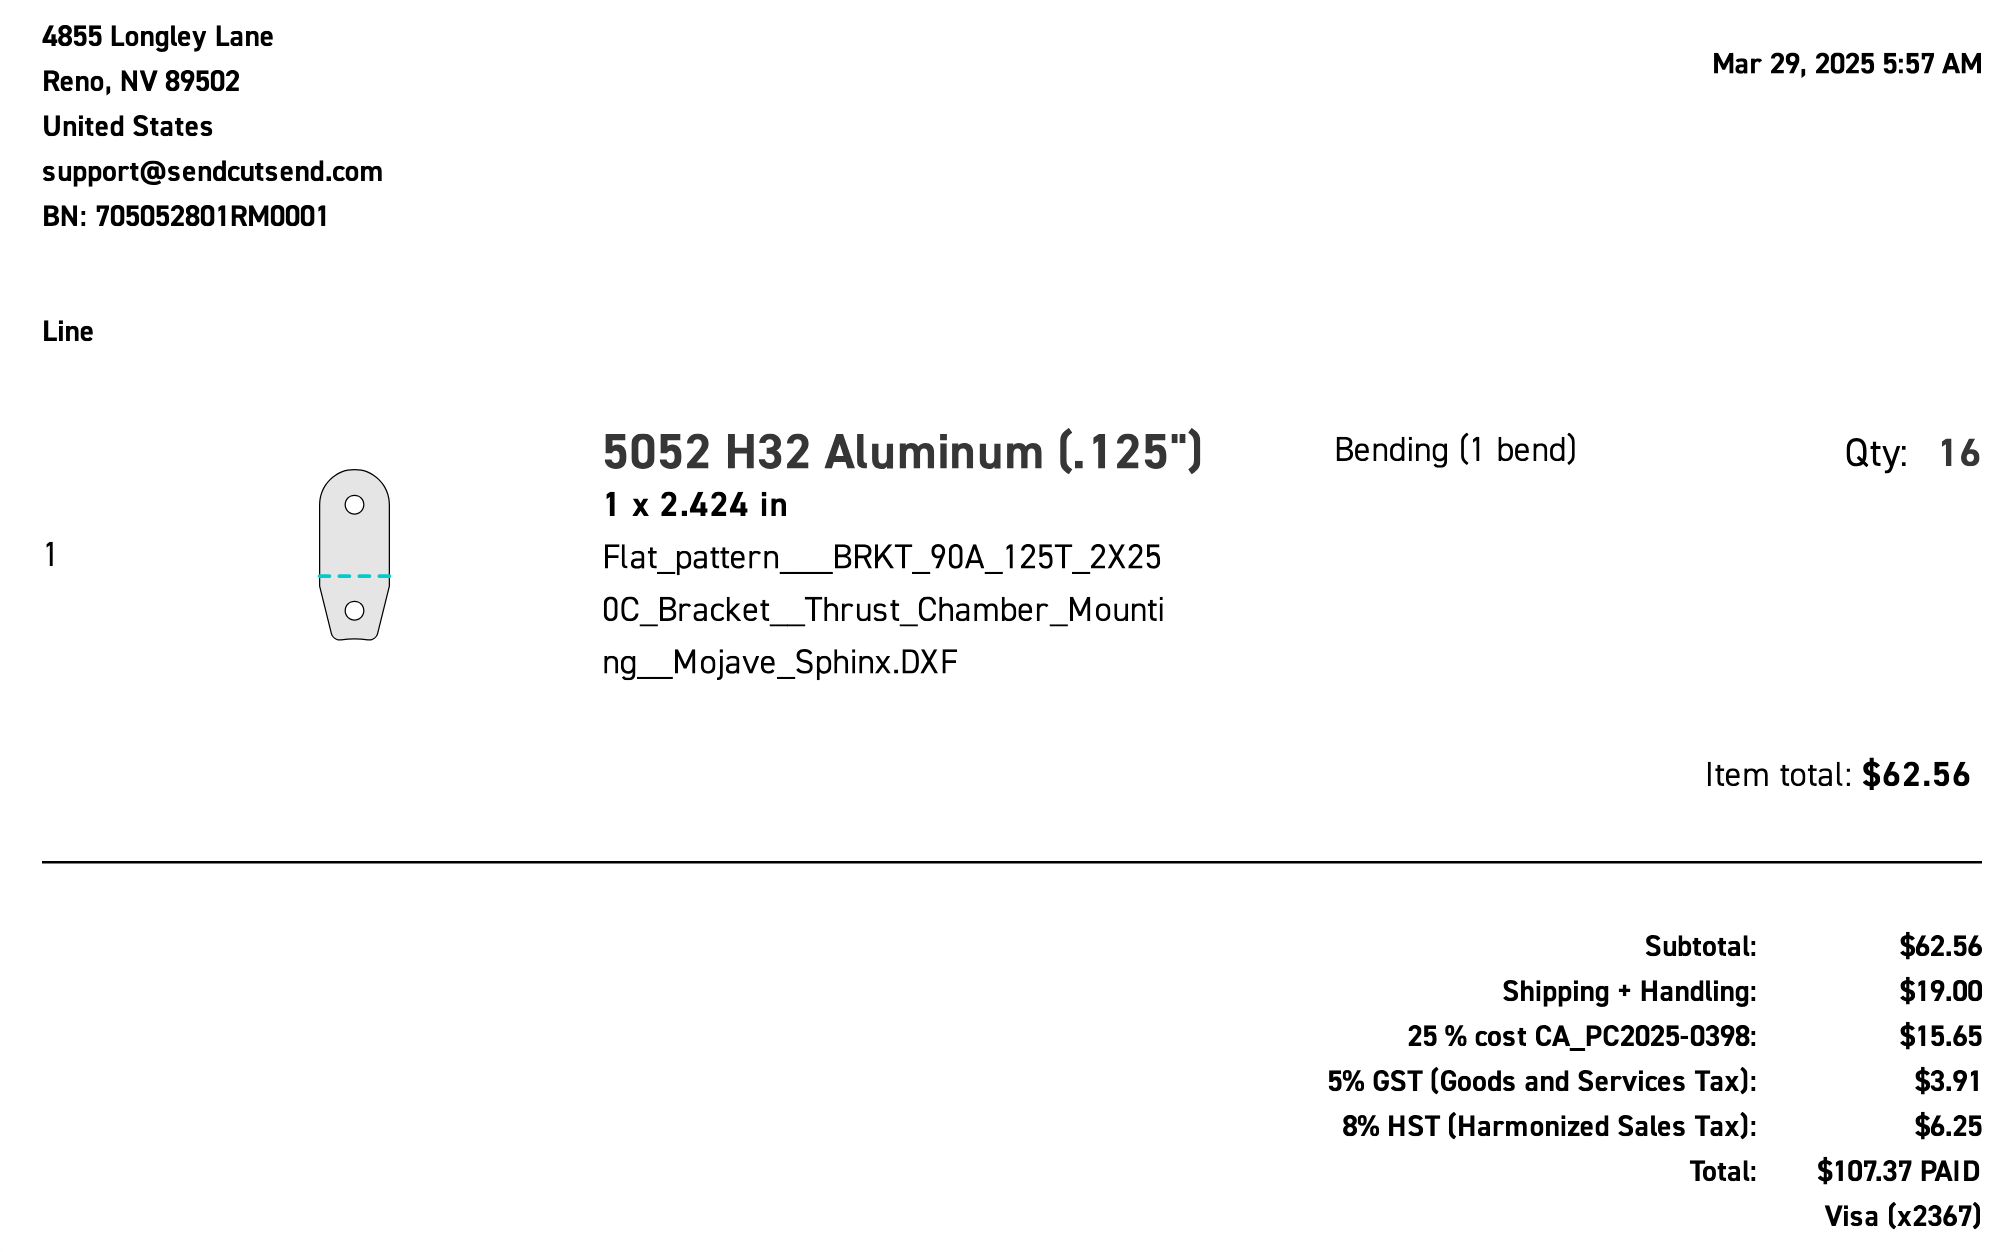 4855 Longley Lane
Reno, NV 89502
United States
support@sendcutsend.com
BN: 705052801RM0001
Mar 29, 2025 5:57 AM
Line
1
5052 H32 Aluminum (.125")
1 x 2.424 in
Flat_pattern___BRKT_90A_125T_2X25
0C_Bracket__Thrust_Chamber_Mounti
ng__Mojave_Sphinx.DXF
Bending (1 bend)
Qty: 16
Item total: $62.56
Subtotal: $62.56
Shipping + Handling: $19.00
25 % cost CA_PC2025-0398: $15.65
5% GST (Goods and Services Tax): $3.91
8% HST (Harmonized Sales Tax): $6.25
Total: $107.37 PAID
Visa (x2367)